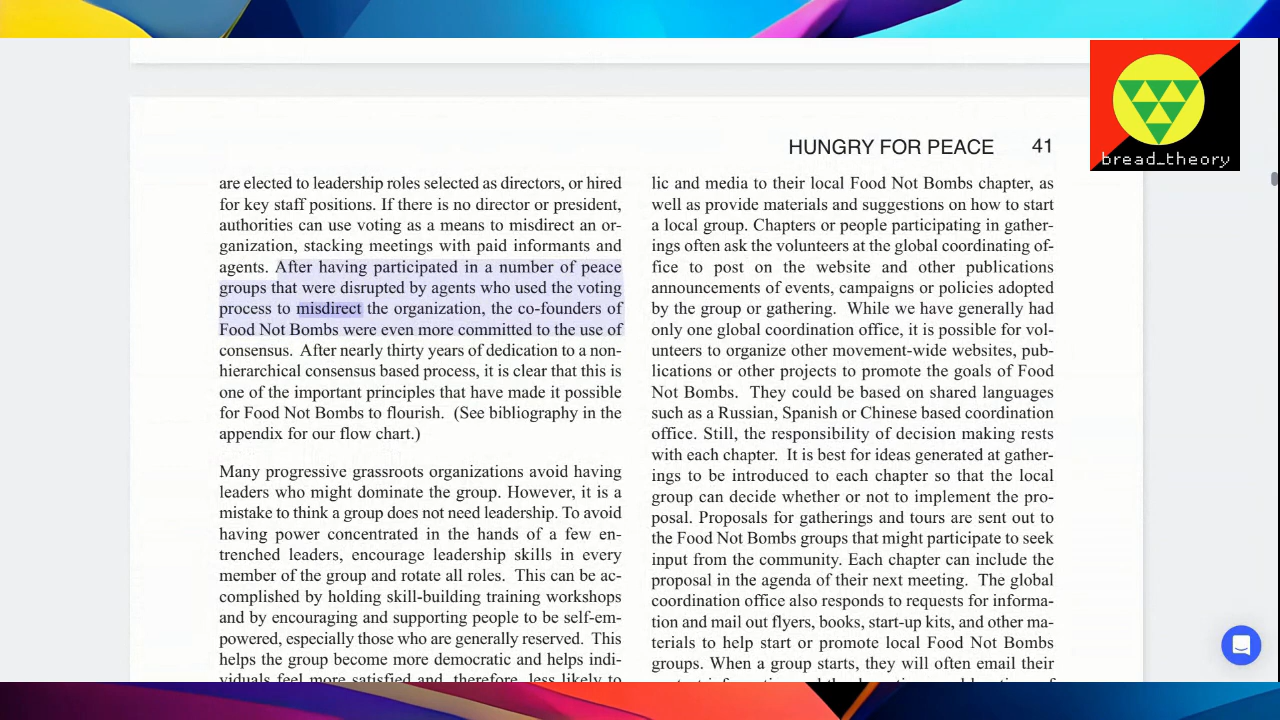 HUNGRY FOR PEACE 41
bread_theory
are elected to leadership roles selected as directors, or hired
for key staff positions. If there is no director or president,
authorities can use voting as a means to misdirect an or-
ganization, stacking meetings with paid informants and
agents. After having participated in a number of peace
groups that were disrupted by agents who used the voting
process to misdirect the organization, the co-founders of
Food Not Bombs were even more committed to the use of
consensus. After nearly thirty years of dedication to a non-
hierarchical consensus based process, it is clear that this is
one of the important principles that have made it possible
for Food Not Bombs to flourish. (See bibliography in the
appendix for our flow chart.)
Many progressive grassroots organizations avoid having
leaders who might dominate the group. However, it is a
mistake to think a group does not need leadership. To avoid
having power concentrated in the hands of a few en-
trenched leaders, encourage leadership skills in every
member of the group and rotate all roles. This can be ac-
complished by holding skill-building training workshops
and by encouraging and supporting people to be self-em-
powered, especially those who are generally reserved. This
helps the group become more democratic and helps indi-
viduals feel more satisfied and, therefore, less likely to
lic and media to their local Food Not Bombs chapter, as
well as provide materials and suggestions on how to start
a local group. Chapters or people participating in gather-
ings often ask the volunteers at the global coordinating of-
fice to post on the website and other publications
announcements of events, campaigns or policies adopted
by the group or gathering. While we have generally had
only one global coordination office, it is possible for vol-
unteers to organize other movement-wide websites, pub-
lications or other projects to promote the goals of Food
Not Bombs. They could be based on shared languages
such as a Russian, Spanish or Chinese based coordination
office. Still, the responsibility of decision making rests
with each chapter. It is best for ideas generated at gather-
ings to be introduced to each chapter so that the local
group can decide whether or not to implement the pro-
posal. Proposals for gatherings and tours are sent out to
the Food Not Bombs groups that might participate to seek
input from the community. Each chapter can include the
proposal in the agenda of their next meeting. The global
coordination office also responds to requests for informa-
tion and mail out flyers, books, start-up kits, and other ma-
terials to help start or promote local Food Not Bombs
groups. When a group starts, they will often email their